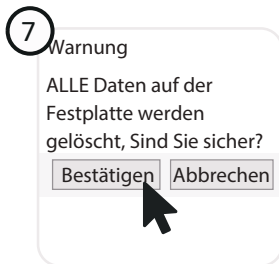 7
Warnung
ALLE Daten auf der
Festplatte werden
gelöscht, Sind Sie sicher?
Bestätigen Abbrechen